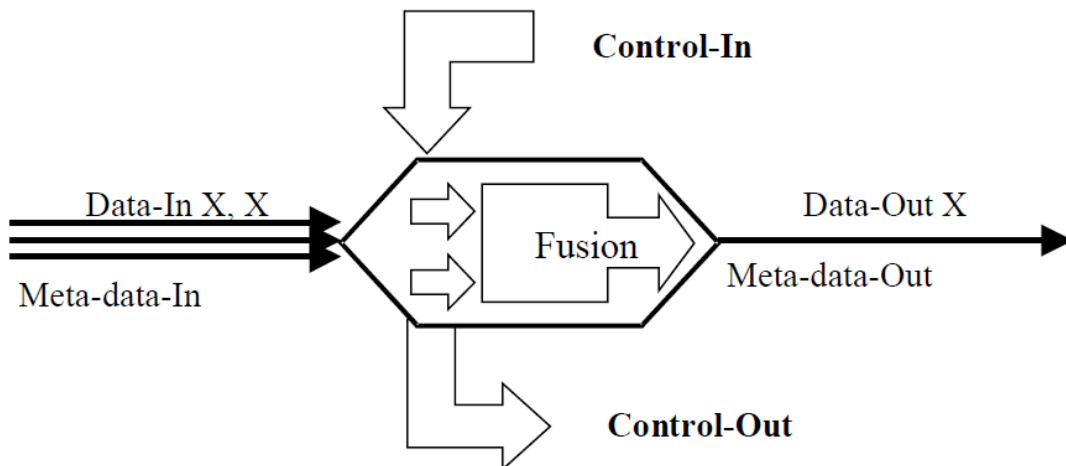 Control-In
Data-In X, X
Data-Out X
Fusion
Meta-data-In
Meta-data-Out
Control-Out